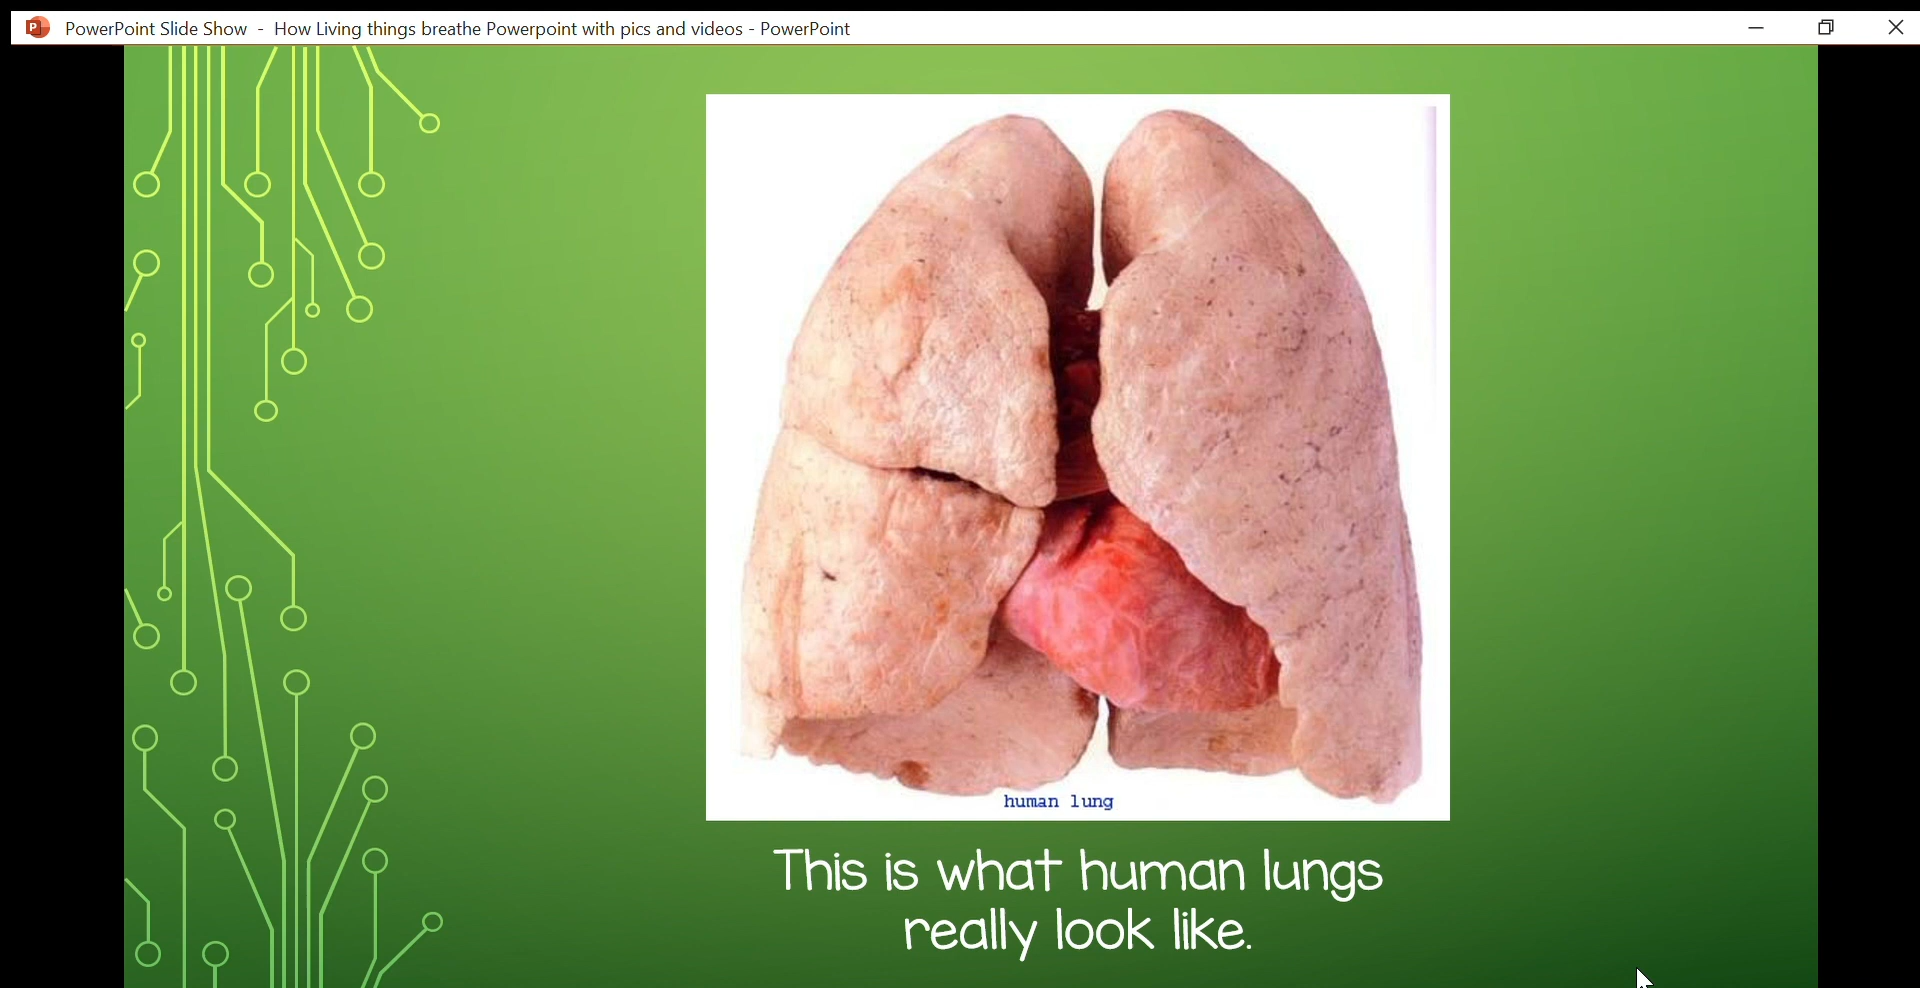 PowerPoint Slide Show - How Living things breathe Powerpoint with pics and videos - PowerPoint
human lung
This is what human lungs
really look like.